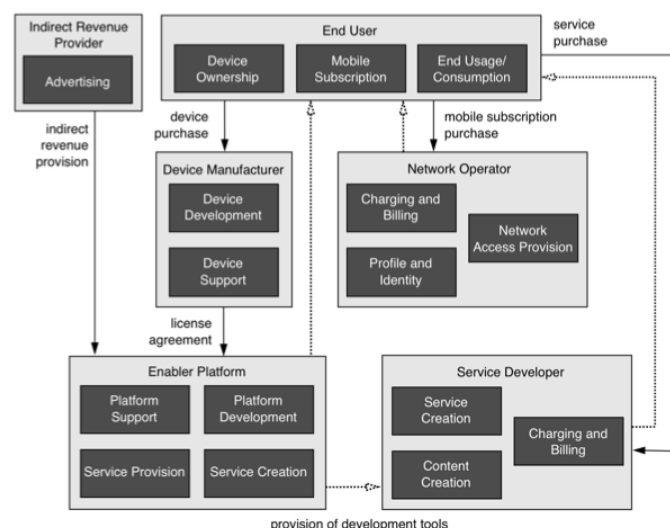 Indirect Revenue
Provider
Advertising
End User
Device
Ownership
Mobile
Subscription
End Usage/
Consumption
service
purchase
indirect
revenue
provision
device
purchase
mobile subscription
purchase
Device Manufacturer
Device
Development
Device
Support
Network Operator
Charging and
Billing
Profile and
Identity
Network
Access Provision
license
agreement
Enabler Platform
Platform
Support
Platform
Development
Service Provision
Service Creation
Service Developer
Service
Creation
Content
Creation
Charging and
Billing
provision of development tools